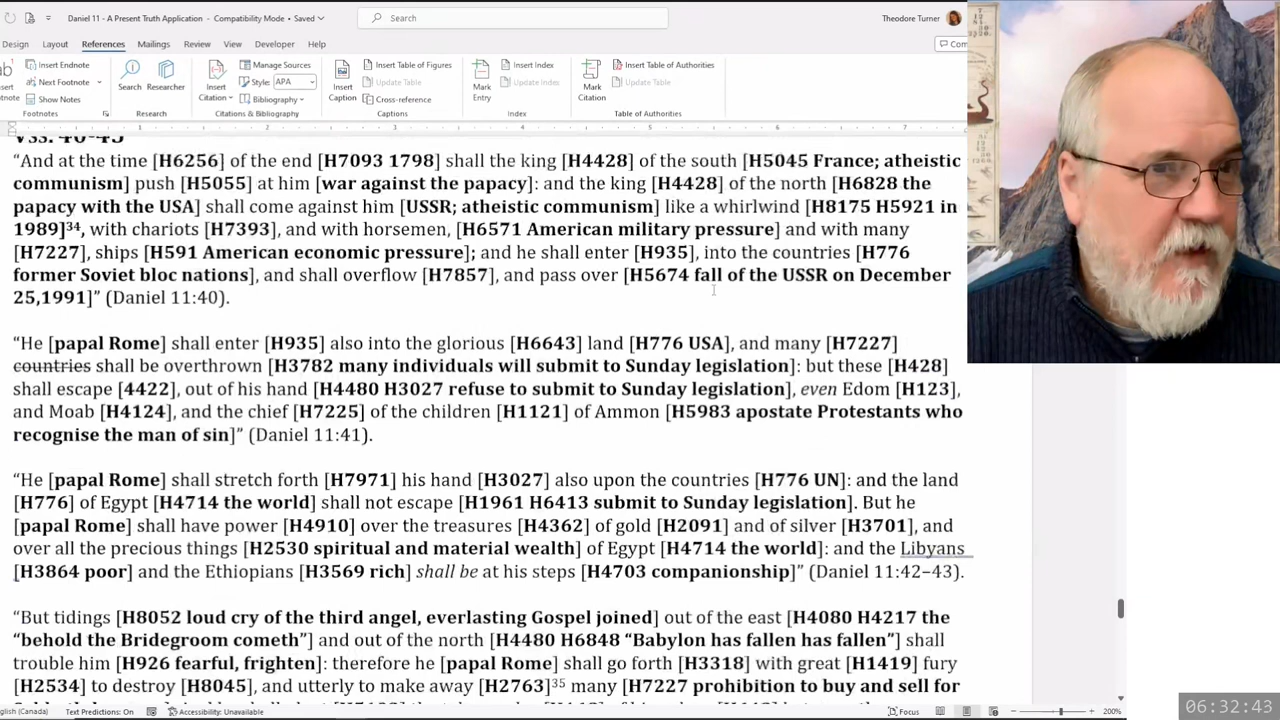 Daniel 11 - A Present Truth Application - Compatibility Mode • Saved
Search
Theodore Turner
Design Layout References Mailings Review View Developer Help
Insert Endnote
Next Footnote
Show Notes
Footnotes
Search
Researcher
Research
Insert Citation
Manage Sources
Style: APA
Bibliography
Citations & Bibliography
Insert Caption
Insert Table of Figures
Update Table
Cross-reference
Captions
Mark Entry
Insert Index
Update Index
Index
Mark Citation
Insert Table of Authorities
Update Table
Table of Authorities
Vss. 40-45
“And at the time [H6256] of the end [H7093 1798] shall the king [H4428] of the south [H5045 France; atheistic
communism] push [H5055] at him [war against the papacy]: and the king [H4428] of the north [H6828 the
papacy with the USA] shall come against him [USSR; atheistic communism] like a whirlwind [H8175 H5921 in
1989]34, with chariots [H7393], and with horsemen, [H6571 American military pressure] and with many
[H7227], ships [H591 American economic pressure]; and he shall enter [H935], into the countries [H776
former Soviet bloc nations], and shall overflow [H7857], and pass over [H5674 fall of the USSR on December
25,1991]” (Daniel 11:40).
“He [papal Rome] shall enter [H935] also into the glorious [H6643] land [H776 USA], and many [H7227]
countries shall be overthrown [H3782 many individuals will submit to Sunday legislation]: but these [H428]
shall escape [4422], out of his hand [H4480 H3027 refuse to submit to Sunday legislation], even Edom [H123],
and Moab [H4124], and the chief [H7225] of the children [H1121] of Ammon [H5983 apostate Protestants who
recognise the man of sin]” (Daniel 11:41).
“He [papal Rome] shall stretch forth [H7971] his hand [H3027] also upon the countries [H776 UN]: and the land
[H776] of Egypt [H4714 the world] shall not escape [H1961 H6413 submit to Sunday legislation]. But he
[papal Rome] shall have power [H4910] over the treasures [H4362] of gold [H2091] and of silver [H3701], and
over all the precious things [H2530 spiritual and material wealth] of Egypt [H4714 the world]: and the Libyans
[H3864 poor] and the Ethiopians [H3569 rich] shall be at his steps [H4703 companionship]” (Daniel 11:42–43).
“But tidings [H8052 loud cry of the third angel, everlasting Gospel joined] out of the east [H4080 H4217 the
“behold the Bridegroom cometh”] and out of the north [H4480 H6848 “Babylon has fallen has fallen”] shall
trouble him [H926 fearful, frighten]: therefore he [papal Rome] shall go forth [H3318] with great [H1419] fury
[H2534] to destroy [H8045], and utterly to make away [H2763]35 many [H7227 prohibition to buy and sell for
English (Canada) Text Predictions: On Accessibility: Unavailable
Focus
200%
06:32:43